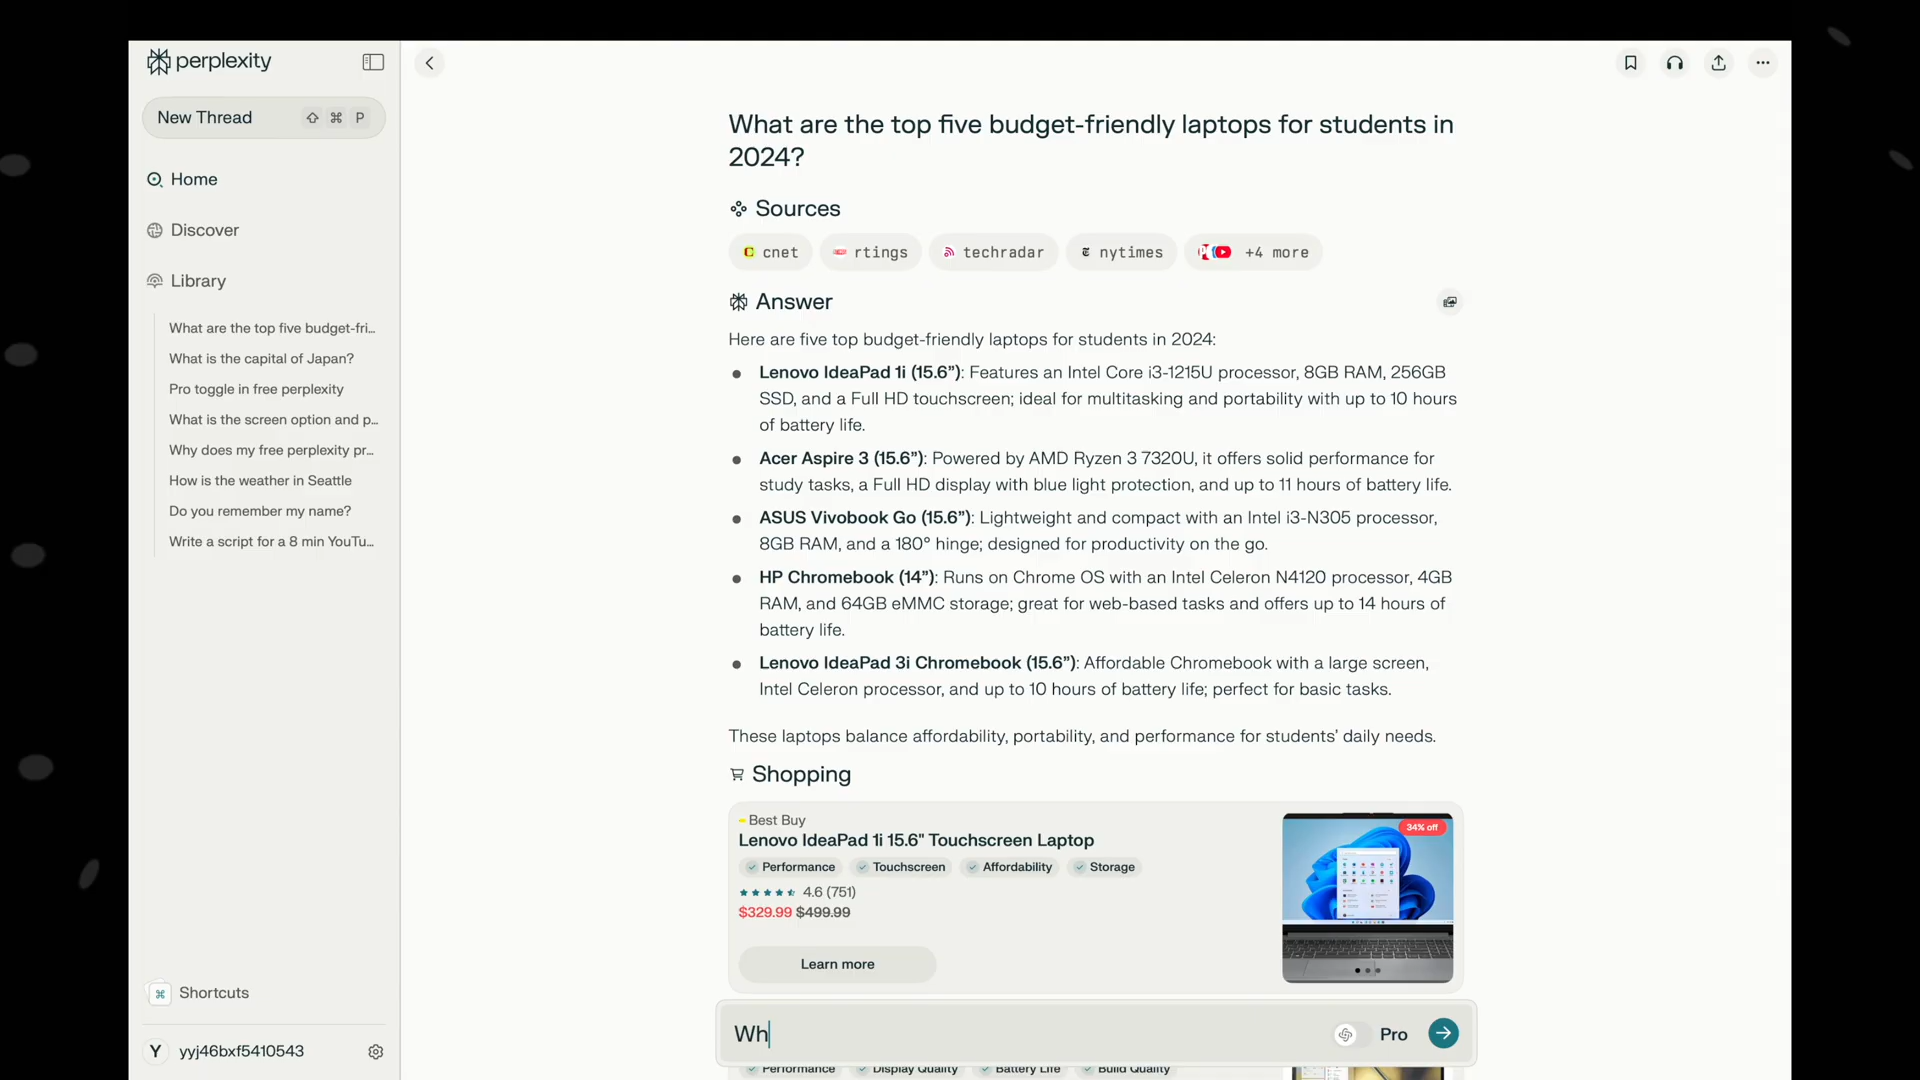 perplexity
New Thread
⇧ ⌘ P
Home
Discover
Library
What are the top five budget-fri…
What is the capital of Japan?
Pro toggle in free perplexity
What is the screen option and p…
Why does my free perplexity pr…
How is the weather in Seattle
Do you remember my name?
Write a script for a 8 min YouTu…
⌘ Shortcuts
Y yyj46bxf5410543
What are the top five budget-friendly laptops for students in
2024?
Sources
cnet rtings techradar nytimes +4 more
Answer
Here are five top budget-friendly laptops for students in 2024:
• Lenovo IdeaPad 1i (15.6”): Features an Intel Core i3-1215U processor, 8GB RAM, 256GB
SSD, and a Full HD touchscreen; ideal for multitasking and portability with up to 10 hours
of battery life.
• Acer Aspire 3 (15.6”): Powered by AMD Ryzen 3 7320U, it offers solid performance for
study tasks, a Full HD display with blue light protection, and up to 11 hours of battery life.
• ASUS Vivobook Go (15.6”): Lightweight and compact with an Intel i3-N305 processor,
8GB RAM, and a 180° hinge; designed for productivity on the go.
• HP Chromebook (14”): Runs on Chrome OS with an Intel Celeron N4120 processor, 4GB
RAM, and 64GB eMMC storage; great for web-based tasks and offers up to 14 hours of
battery life.
• Lenovo IdeaPad 3i Chromebook (15.6”): Affordable Chromebook with a large screen,
Intel Celeron processor, and up to 10 hours of battery life; perfect for basic tasks.
These laptops balance affordability, portability, and performance for students’ daily needs.
Shopping
Best Buy
Lenovo IdeaPad 1i 15.6" Touchscreen Laptop
Performance Touchscreen Affordability Storage
4.6 (751)
$329.99 $499.99
Learn more
34% off
Wh
Pro
Performance Display Quality Battery Life Build Quality